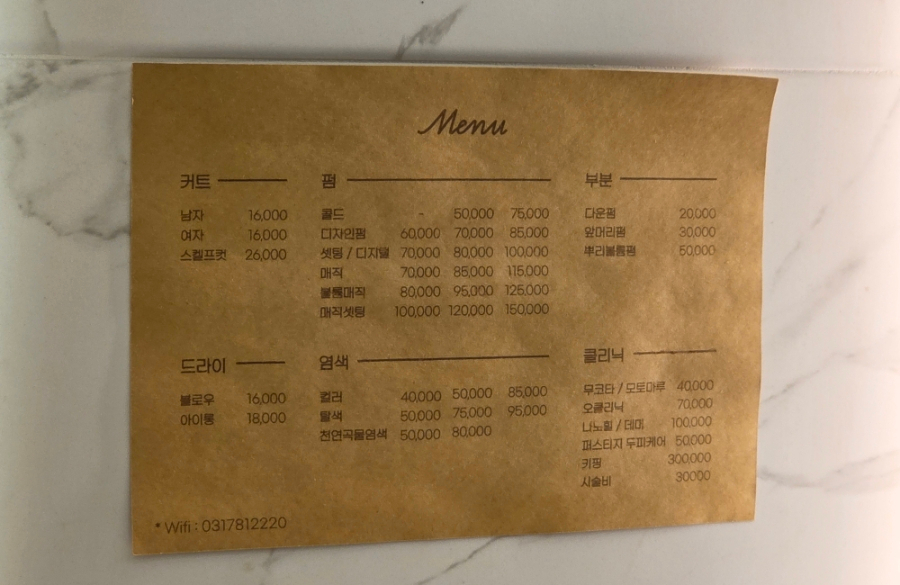 Menu
커트
남자 16,000
여자 16,000
스켈프컷 26,000
펌
콜드 - 50,000 75,000
디자인펌 60,000 70,000 85,000
셋팅 / 디지탤 70,000 80,000 100,000
매직 70,000 85,000 115,000
볼륨매직 80,000 95,000 125,000
매직셋팅 100,000 120,000 150,000
부분
다운펌 20,000
앞머리펌 30,000
뿌리볼륨펌 50,000
드라이
블로우 16,000
아이롱 18,000
염색
컬러 40,000 50,000 85,000
탈색 50,000 75,000 95,000
천연곡물염색 50,000 80,000
클리닉
무코타 / 모토마루 40,000
오클리닉 70,000
나노힐 / 데미 100,000
퍼스티지 두피케어 50,000
키핑 300,000
시술비 30000
* Wifi : 0317812220